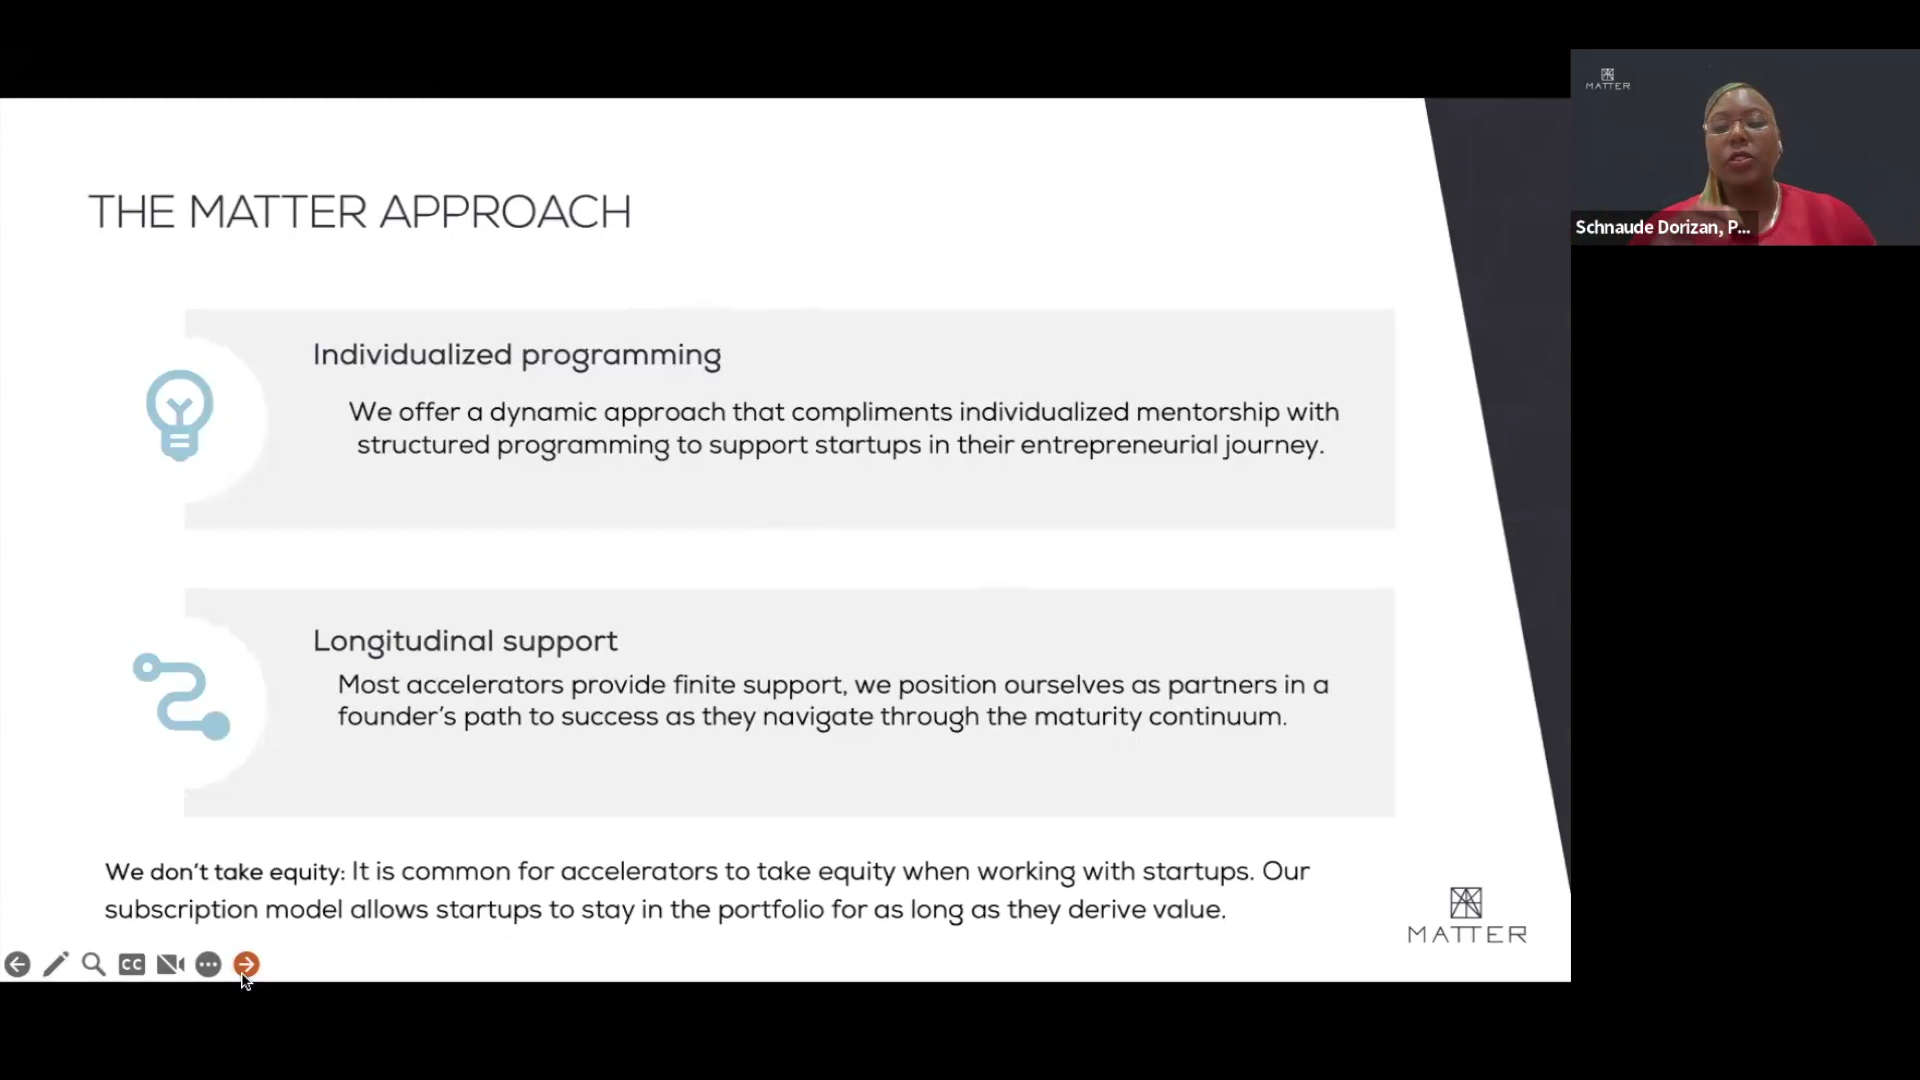 MATTER
Schnaude Dorizan, P...
THE MATTER APPROACH
Individualized programming
We offer a dynamic approach that compliments individualized mentorship with
structured programming to support startups in their entrepreneurial journey.
Longitudinal support
Most accelerators provide finite support, we position ourselves as partners in a
founder's path to success as they navigate through the maturity continuum.
We don't take equity: It is common for accelerators to take equity when working with startups. Our
subscription model allows startups to stay in the portfolio for as long as they derive value.
MATTER
CC